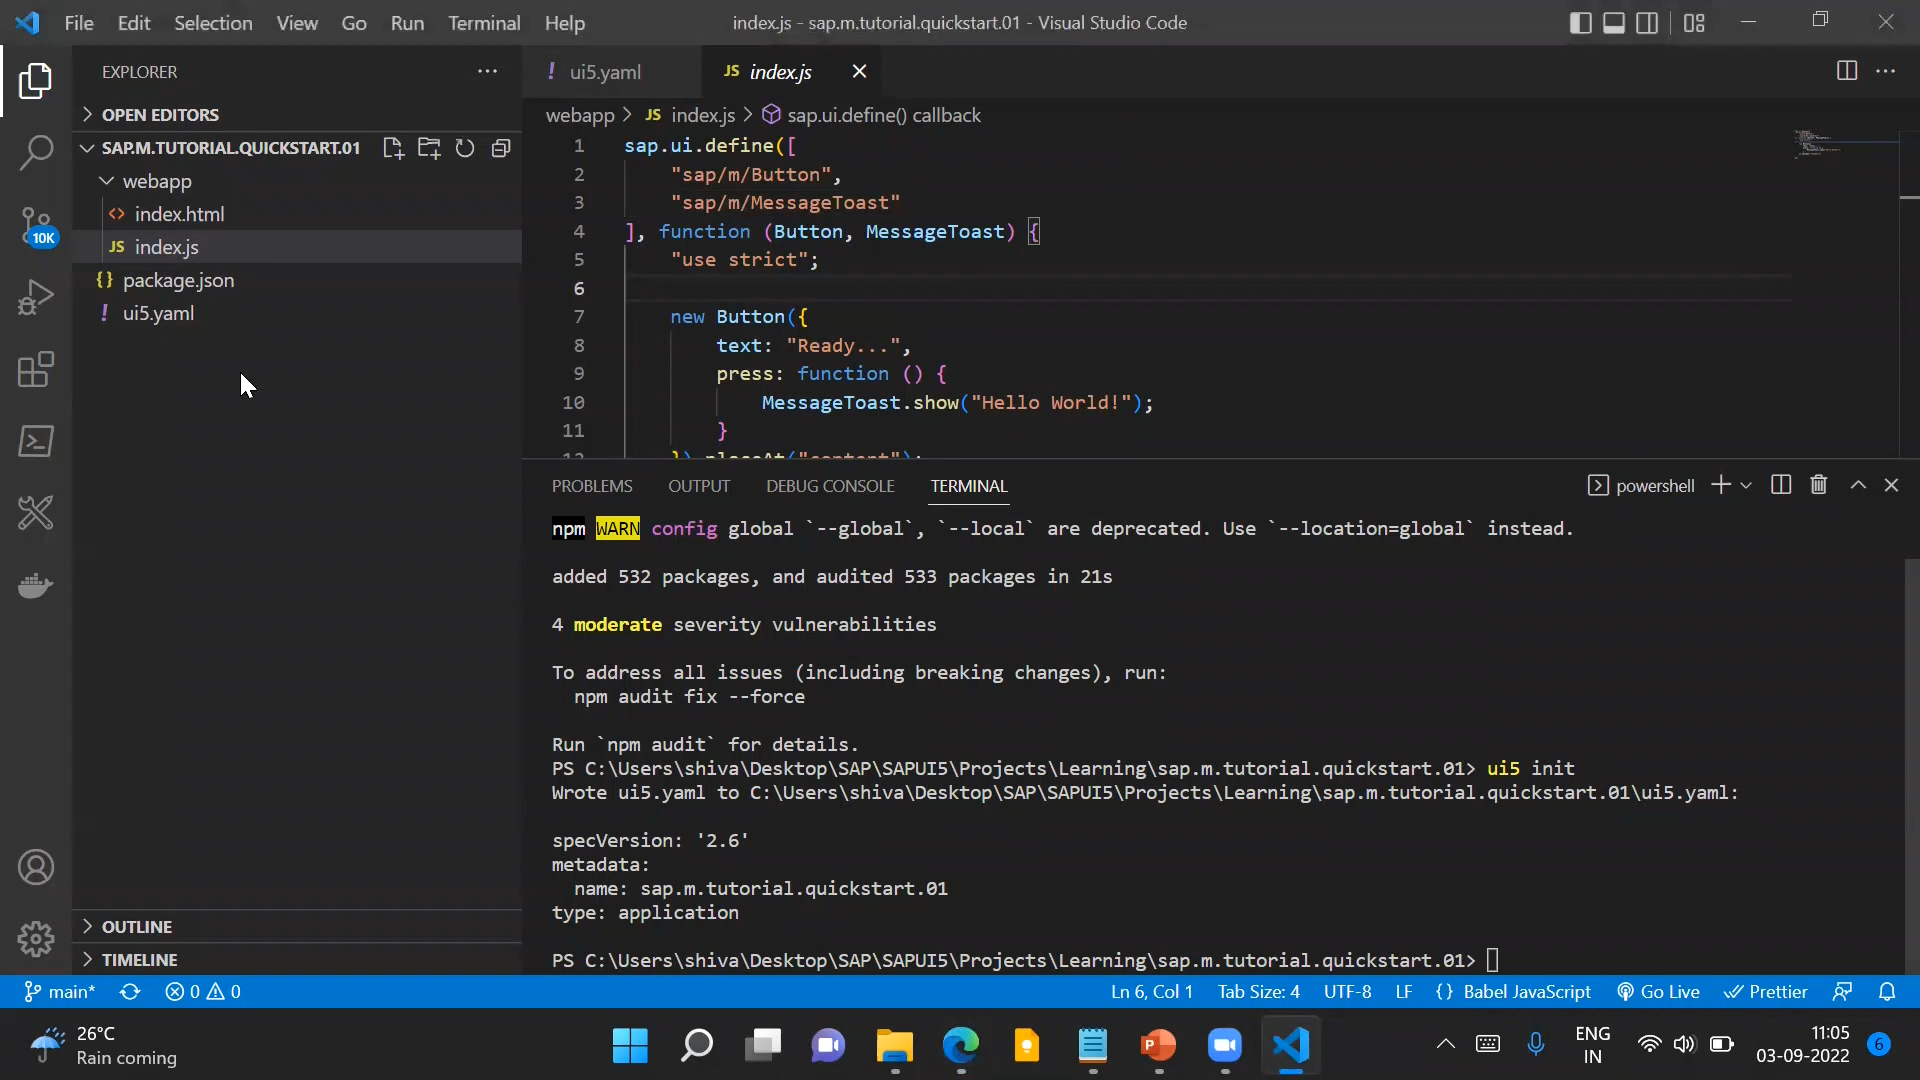 File Edit Selection View Go Run Terminal Help
index.js - sap.m.tutorial.quickstart.01 - Visual Studio Code
EXPLORER
OPEN EDITORS
SAP.M.TUTORIAL.QUICKSTART.01
webapp
<> index.html
JS index.js
{} package.json
! ui5.yaml
10K
OUTLINE
TIMELINE
! ui5.yaml
JS index.js
webapp > JS index.js > sap.ui.define() callback
1 sap.ui.define([
2 "sap/m/Button",
3 "sap/m/MessageToast"
4 ], function (Button, MessageToast) {
5 "use strict";
6
7 new Button({
8 text: "Ready...",
9 press: function () {
10 MessageToast.show("Hello World!");
11 }
12 }).placeAt("content");
PROBLEMS OUTPUT DEBUG CONSOLE TERMINAL
powershell
npm WARN config global `--global`, `--local` are deprecated. Use `--location=global` instead.
added 532 packages, and audited 533 packages in 21s
4 moderate severity vulnerabilities
To address all issues (including breaking changes), run:
npm audit fix --force
Run `npm audit` for details.
PS C:\Users\shiva\Desktop\SAP\SAPUI5\Projects\Learning\sap.m.tutorial.quickstart.01> ui5 init
Wrote ui5.yaml to C:\Users\shiva\Desktop\SAP\SAPUI5\Projects\Learning\sap.m.tutorial.quickstart.01\ui5.yaml:
specVersion: '2.6'
metadata:
name: sap.m.tutorial.quickstart.01
type: application
PS C:\Users\shiva\Desktop\SAP\SAPUI5\Projects\Learning\sap.m.tutorial.quickstart.01>
main* 0 0 Ln 6, Col 1 Tab Size: 4 UTF-8 LF {} Babel JavaScript Go Live Prettier
26°C
Rain coming
ENG
IN
11:05
03-09-2022
6